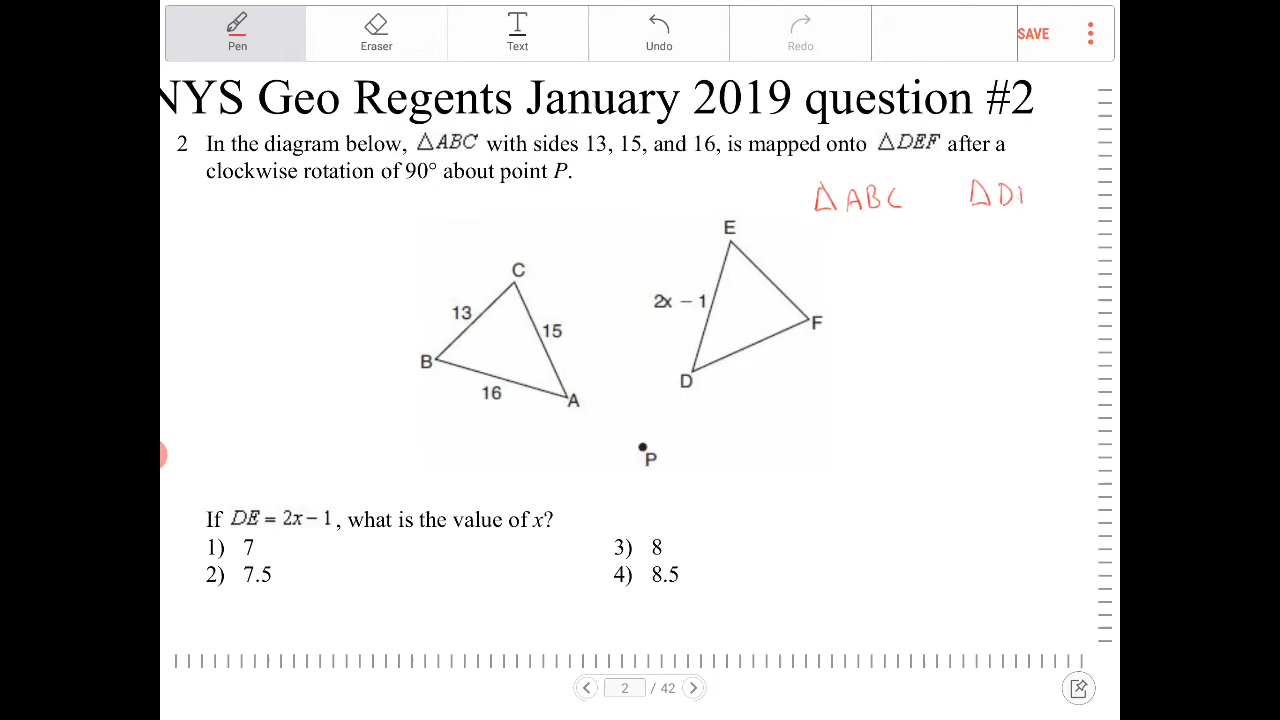 Pen Eraser Text Undo Redo SAVE
NYS Geo Regents January 2019 question #2
2 In the diagram below, △ABC with sides 13, 15, and 16, is mapped onto △DEF after a
clockwise rotation of 90° about point P.
△ABC △D
E
C
13
15
2x − 1
F
B
D
16
A
P
If DE = 2x − 1, what is the value of x?
1) 7 3) 8
2) 7.5 4) 8.5
2 / 42